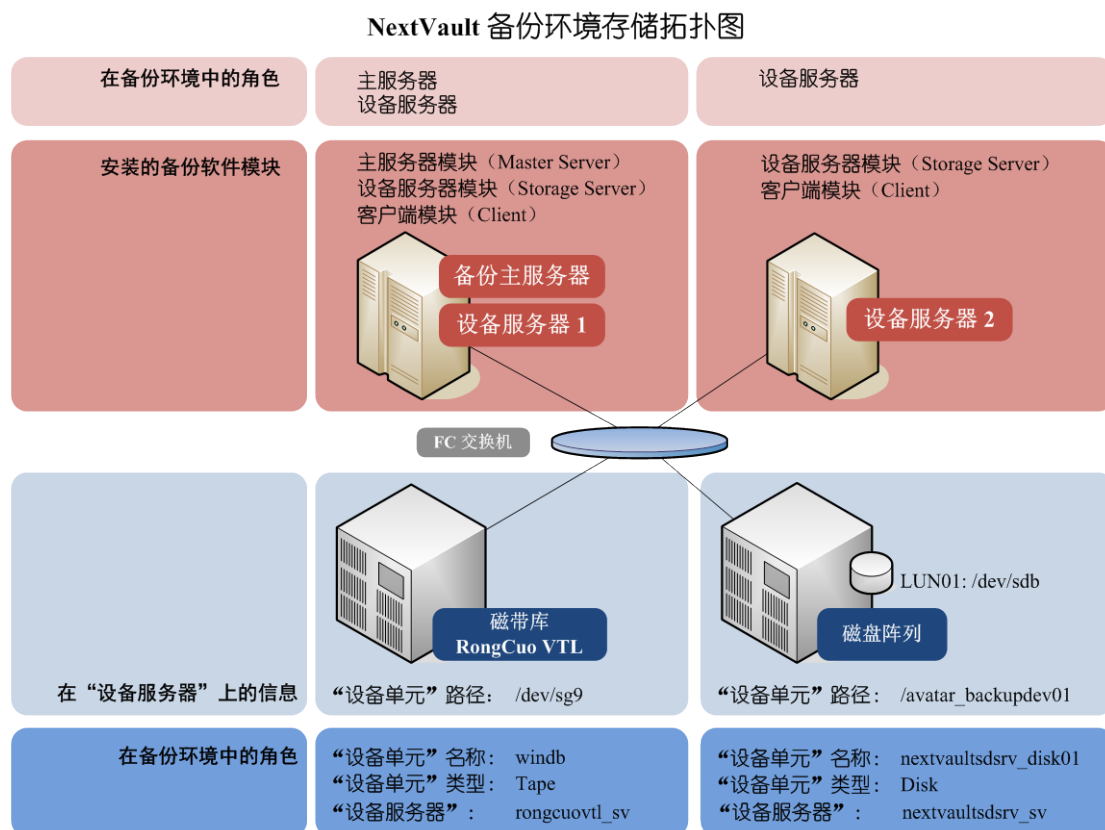 NextVault 备份环境存储拓扑图
在备份环境中的角色
主服务器
设备服务器
设备服务器
安装的备份软件模块
主服务器模块（Master Server）
设备服务器模块（Storage Server）
客户端模块（Client）
设备服务器模块（Storage Server）
客户端模块（Client）
备份主服务器
设备服务器 1
设备服务器 2
FC 交换机
LUN01: /dev/sdb
磁带库
RongCuo VTL
磁盘阵列
在“设备服务器”上的信息
“设备单元”路径： /dev/sg9
“设备单元”路径： /avatar_backupdev01
在备份环境中的角色
“设备单元”名称： windb
“设备单元”类型： Tape
“设备服务器”： rongcuovtl_sv
“设备单元”名称： nextvaultsdsrv_disk01
“设备单元”类型： Disk
“设备服务器”： nextvaultsdsrv_sv